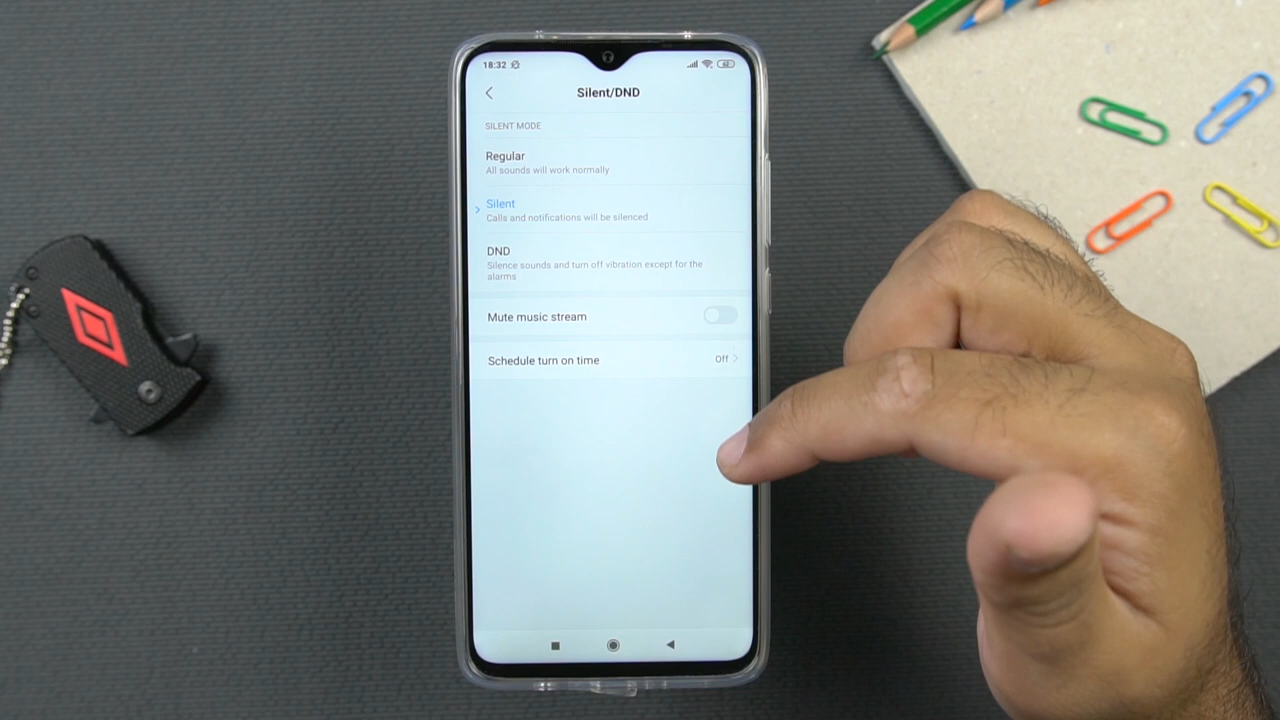 18:32
62
Silent/DND
SILENT MODE
Regular
All sounds will work normally
Silent
Calls and notifications will be silenced
DND
Silence sounds and turn off vibration except for the
alarms
Mute music stream
Schedule turn on time
Off